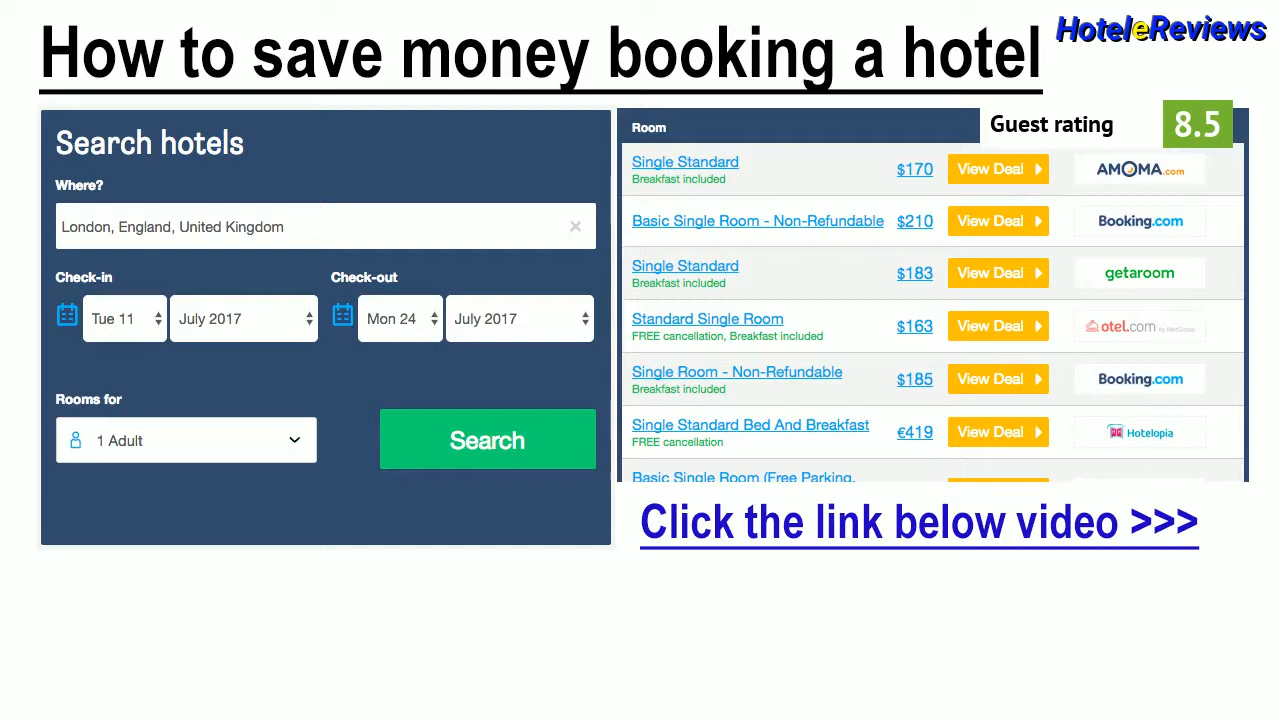 How to save money booking a hotel
HoteleReviews
Search hotels
Where?
London, England, United Kingdom
Check-in
Check-out
Tue 11
July 2017
Mon 24
July 2017
Rooms for
1 Adult
Search
Room
Guest rating
8.5
Single Standard
Breakfast included
$170
View Deal
AMOMA.com
Basic Single Room - Non-Refundable
$210
View Deal
Booking.com
Single Standard
Breakfast included
$183
View Deal
getaroom
Standard Single Room
FREE cancellation, Breakfast included
$163
View Deal
otel.com
Single Room - Non-Refundable
Breakfast included
$185
View Deal
Booking.com
Single Standard Bed And Breakfast
FREE cancellation
€419
View Deal
Hotelopia
Basic Single Room (Free Parking,
Click the link below video >>>